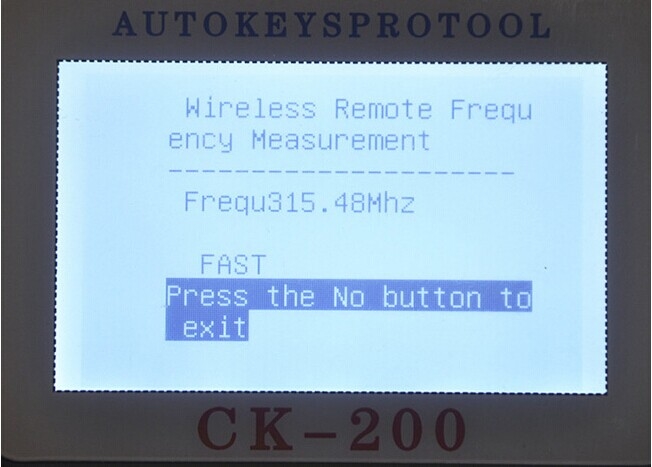 AUTOKEYSPROTOOL
Wireless Remote Frequ
ency Measurement
---------------------
Frequ315.48Mhz
FAST
Press the No button to
exit
CK-200